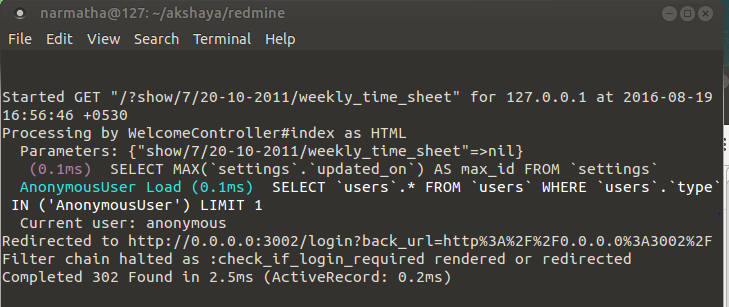 narmatha@127: ~/akshaya/redmine
File Edit View Search Terminal Help
Started GET "/?show/7/20-10-2011/weekly_time_sheet" for 127.0.0.1 at 2016-08-19
16:56:46 +0530
Processing by WelcomeController#index as HTML
  Parameters: {"show/7/20-10-2011/weekly_time_sheet"=>nil}
   (0.1ms)  SELECT MAX(`settings`.`updated_on`) AS max_id FROM `settings`
  AnonymousUser Load (0.1ms)  SELECT `users`.* FROM `users` WHERE `users`.`type`
 IN ('AnonymousUser') LIMIT 1
  Current user: anonymous
Redirected to http://0.0.0.0:3002/login?back_url=http%3A%2F%2F0.0.0.0%3A3002%2F
Filter chain halted as :check_if_login_required rendered or redirected
Completed 302 Found in 2.5ms (ActiveRecord: 0.2ms)